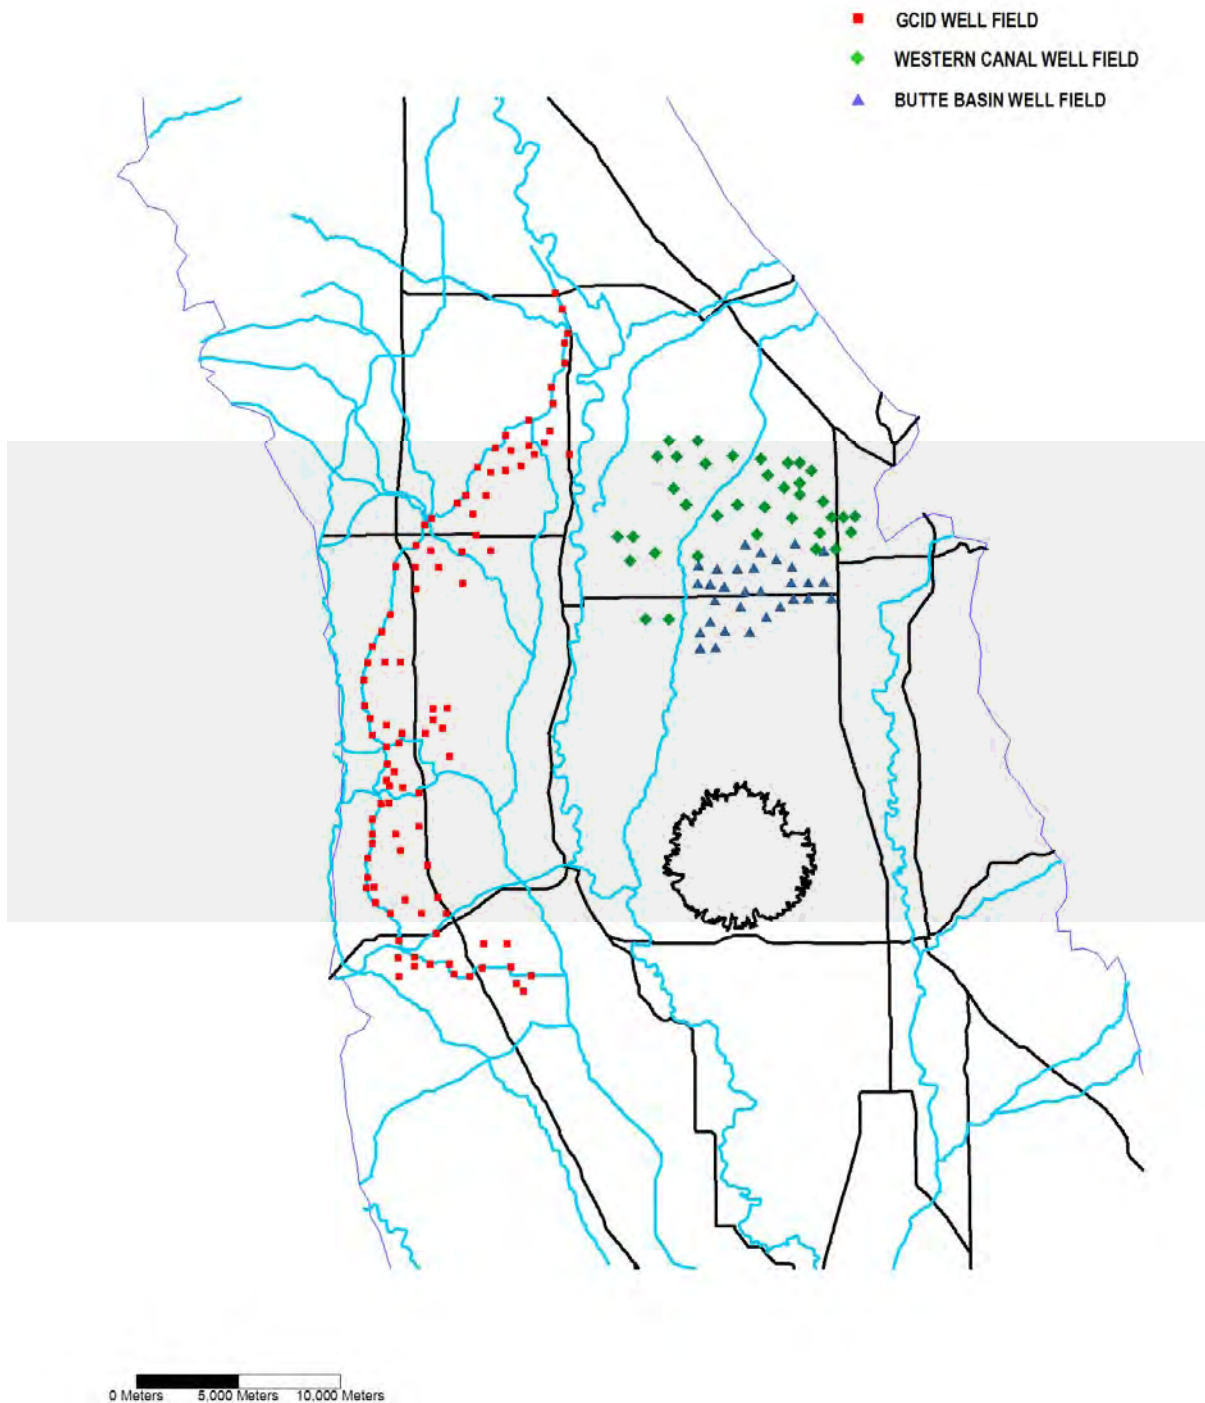 GCID WELL FIELD
WESTERN CANAL WELL FIELD
BUTTE BASIN WELL FIELD
0 Meters 5,000 Meters 10,000 Meters